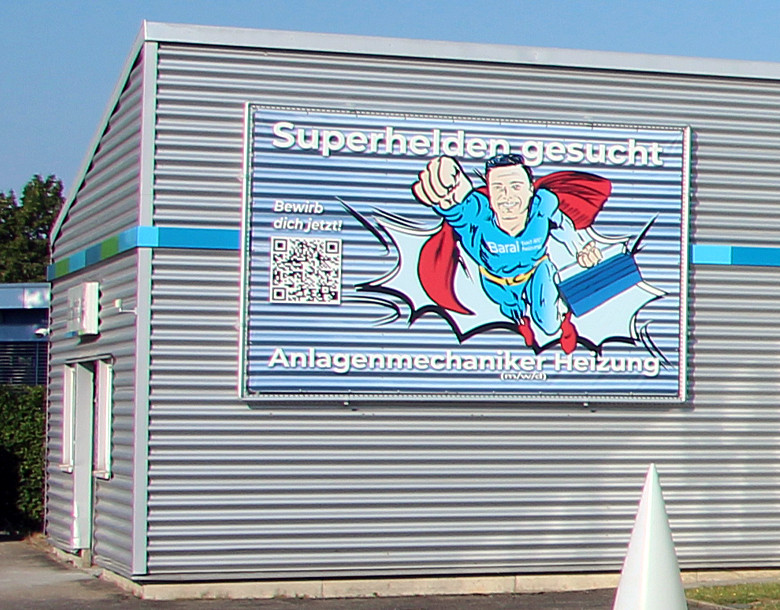 Superhelden gesucht
Bewirb
dich jetzt!
Baral
Anlagenmechaniker Heizung
(m/w/d)